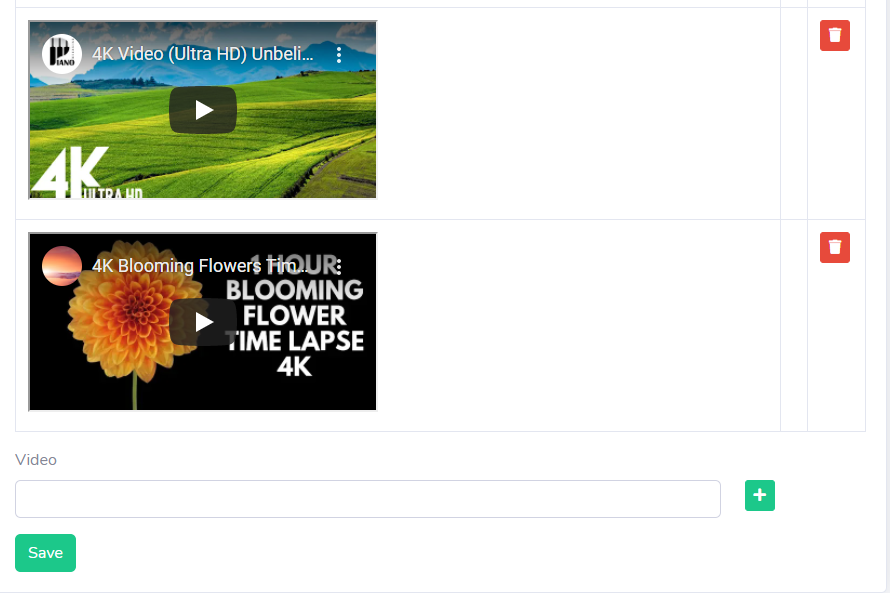 PIANO
4K Video (Ultra HD) Unbeli...
4K
ULTRA HD
4K Blooming Flowers Tim...
1 HOUR
BLOOMING
FLOWER
TIME LAPSE
4K
Video
Save